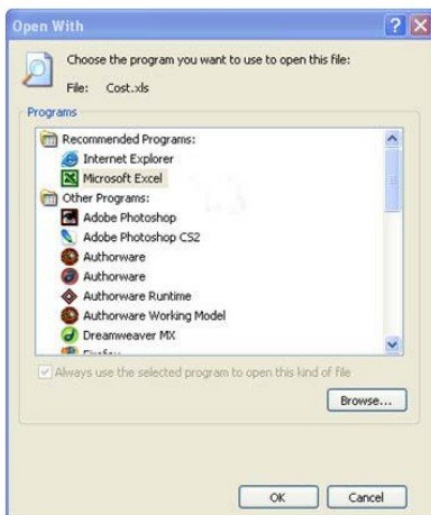 Open With
Choose the program you want to use to open this file:
File: Cost.xls
Programs
Recommended Programs:
Internet Explorer
Microsoft Excel
Other Programs:
Adobe Photoshop
Adobe Photoshop CS2
Authorware
Authorware
Authorware Runtime
Authorware Working Model
Dreamweaver MX
Firefox
Always use the selected program to open this kind of file
Browse...
OK Cancel